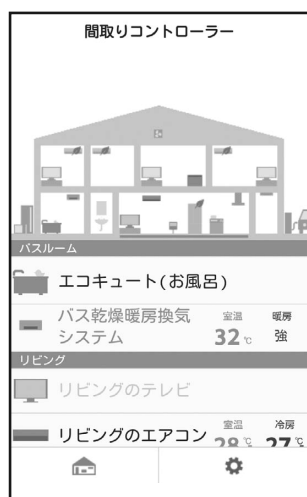 間取りコントローラー
バスルーム
エコキュート(お風呂)
バス乾燥暖房換気 室温 暖房
システム 32℃ 強
リビング
リビングのテレビ
室温 冷房
リビングのエアコン 28℃ 27℃